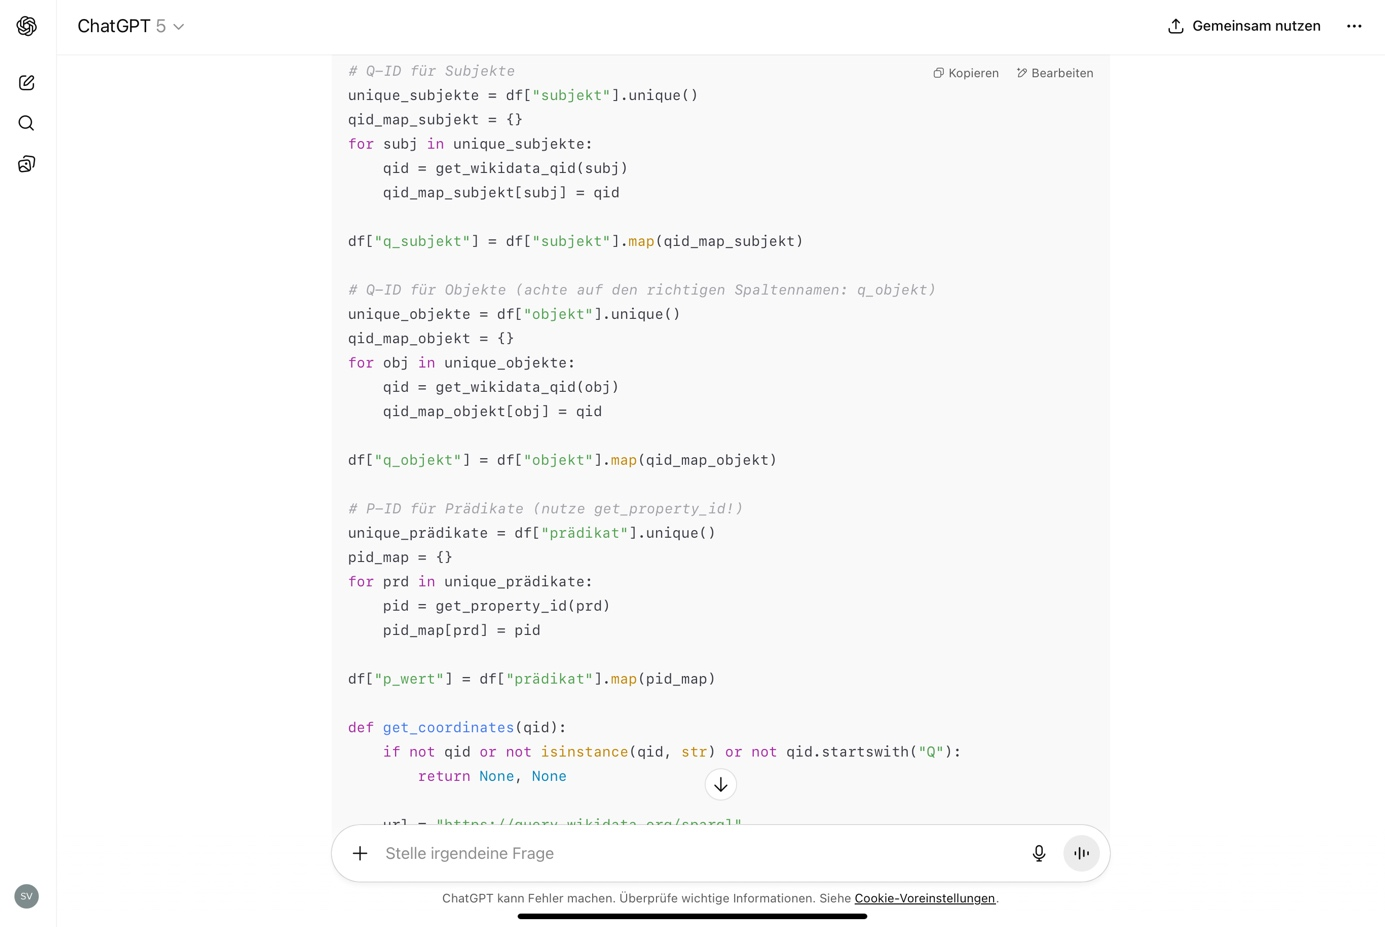 ChatGPT 5
Gemeinsam nutzen
Kopieren
Bearbeiten
# Q-ID für Subjekte
unique_subjekte = df["subjekt"].unique()
qid_map_subjekt = {}
for subj in unique_subjekte:
    qid = get_wikidata_qid(subj)
    qid_map_subjekt[subj] = qid
df["q_subjekt"] = df["subjekt"].map(qid_map_subjekt)
# Q-ID für Objekte (achte auf den richtigen Spaltennamen: q_objekt)
unique_objekte = df["objekt"].unique()
qid_map_objekt = {}
for obj in unique_objekte:
    qid = get_wikidata_qid(obj)
    qid_map_objekt[obj] = qid
df["q_objekt"] = df["objekt"].map(qid_map_objekt)
# P-ID für Prädikate (nutze get_property_id!)
unique_prädikate = df["prädikat"].unique()
pid_map = {}
for prd in unique_prädikate:
    pid = get_property_id(prd)
    pid_map[prd] = pid
df["p_wert"] = df["prädikat"].map(pid_map)
def get_coordinates(qid):
    if not qid or not isinstance(qid, str) or not qid.startswith("Q"):
        return None, None
    url = "https://query.wikidata.org/sparql"
Stelle irgendeine Frage
SV
ChatGPT kann Fehler machen. Überprüfe wichtige Informationen. Siehe Cookie-Voreinstellungen.